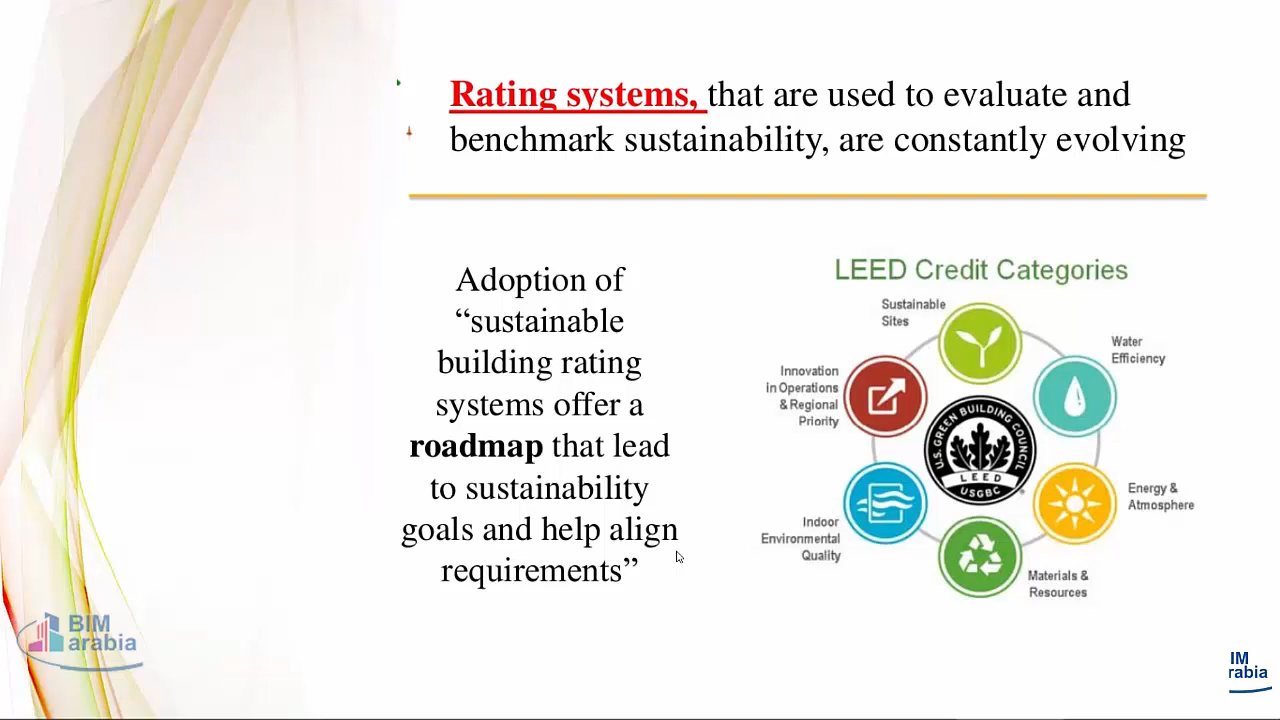 Rating systems, that are used to evaluate and
benchmark sustainability, are constantly evolving
Adoption of
“sustainable
building rating
systems offer a
roadmap that lead
to sustainability
goals and help align
requirements”
LEED Credit Categories
Sustainable
Sites
Water
Efficiency
Innovation
in Operations
& Regional
Priority
U.S. GREEN BUILDING COUNCIL
LEED
USGBC
Energy &
Atmosphere
Indoor
Environmental
Quality
Materials &
Resources
BIM
arabia
IM
rabia